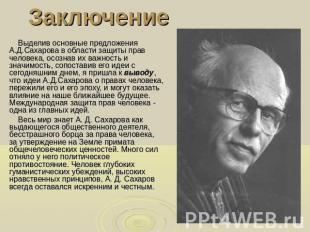 Заключение
Выделив основные предложения
А.Д.Сахарова в области защиты прав
человека, осознав их важность и
значимость, сопоставив его идеи с
сегодняшним днем, я пришла к выводу,
что идеи А.Д.Сахарова о правах человека,
пережили его и его эпоху, и могут оказать
влияние на наше ближайшее будущее.
Международная защита прав человека -
одна из главных идей.
Весь мир знает А. Д. Сахарова как
выдающегося общественного деятеля,
бесстрашного борца за права человека,
за утверждение на Земле примата
общечеловеческих ценностей. Много сил
отняло у него политическое
противостояние. Человек глубоких
гуманистических убеждений, высоких
нравственных принципов, А. Д. Сахаров
всегда оставался искренним и честным.
PPt4WEB.ru